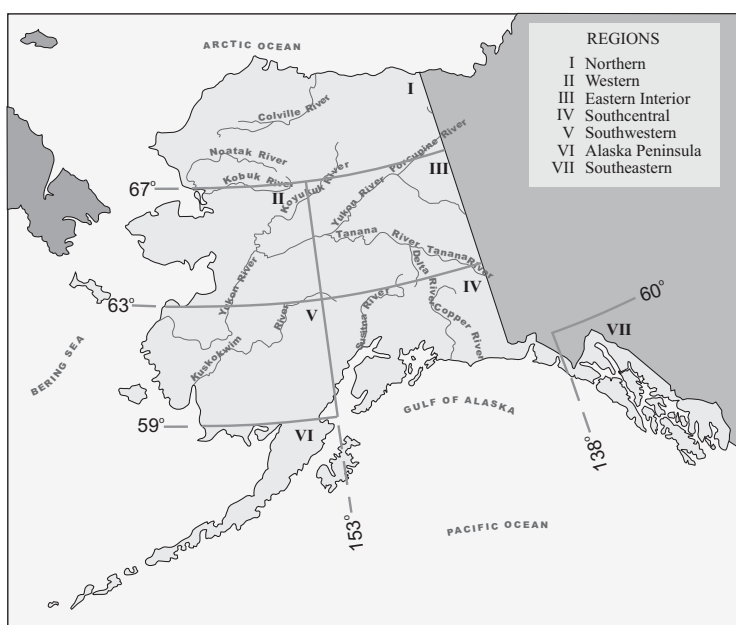 REGIONS
I Northern
II Western
III Eastern Interior
IV Southcentral
V Southwestern
VI Alaska Peninsula
VII Southeastern
ARCTIC OCEAN
I
Colville River
Noatak River
Porcupine River
III
Kobuk River
67°
II
Koyukuk River
Yukon River
Tanana River
Tanana River
Delta River
60°
Yukon River
IV
63°
V
River
Kuskokwim
Susitna River
Copper River
VII
BERING SEA
GULF OF ALASKA
59°
VI
138°
153°
PACIFIC OCEAN